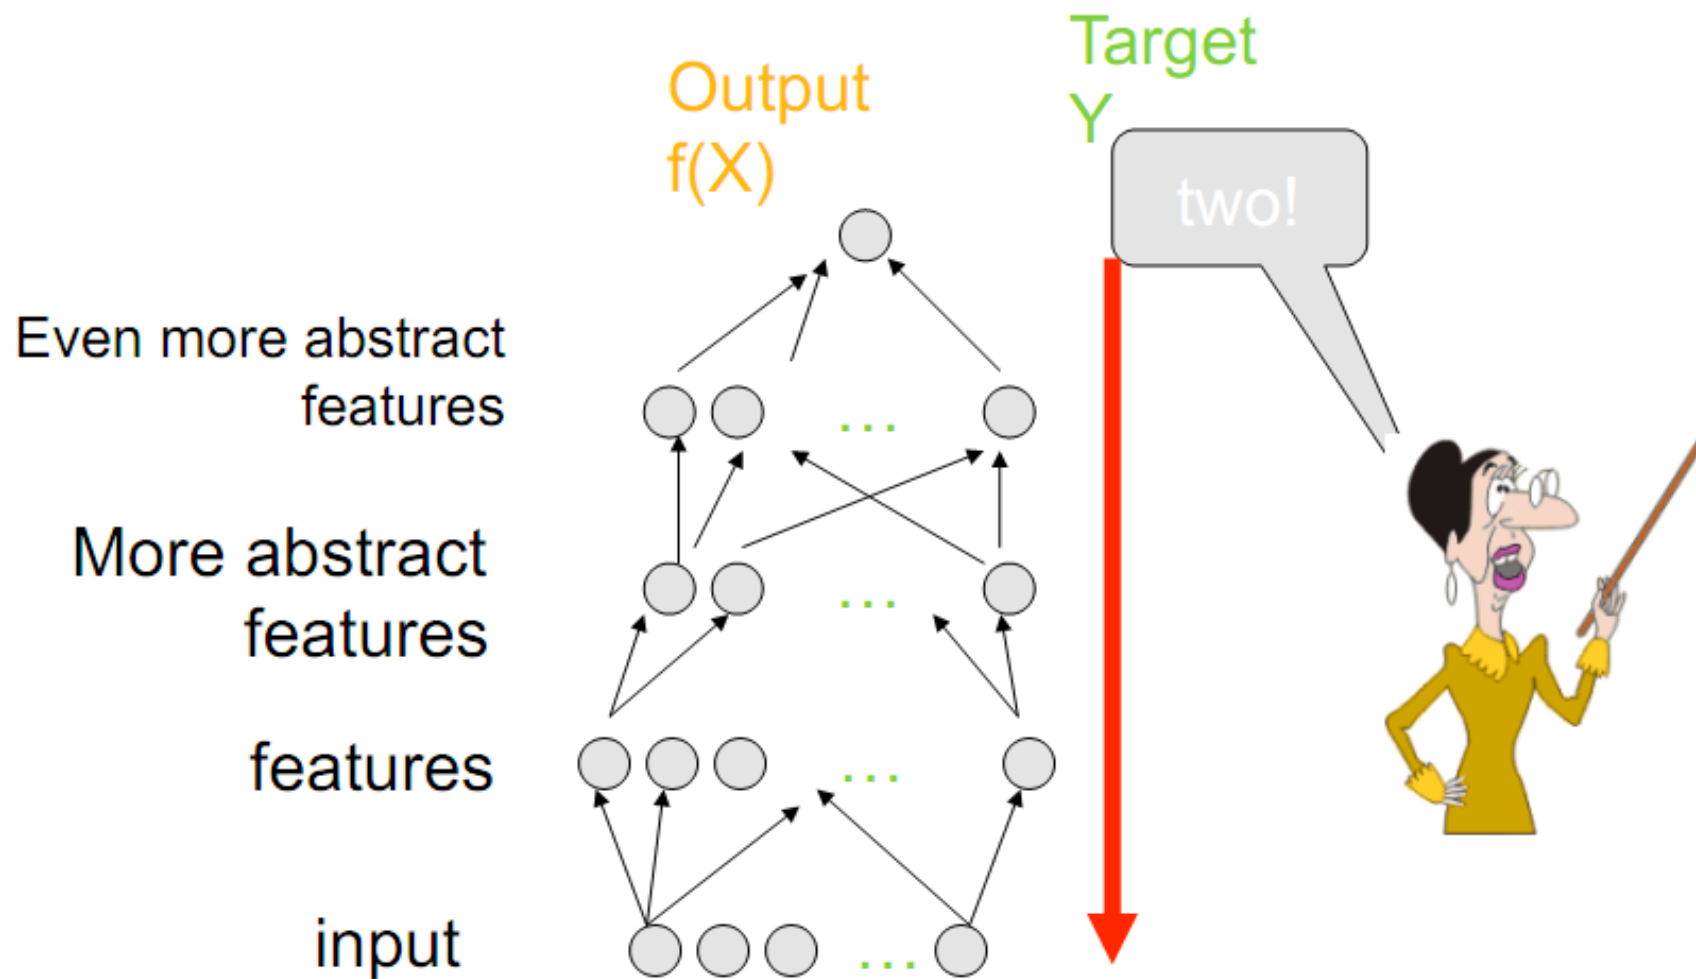 Output
f(X)
Target
Y
two!
Even more abstract
features
...
More abstract
features
...
features
...
input
...